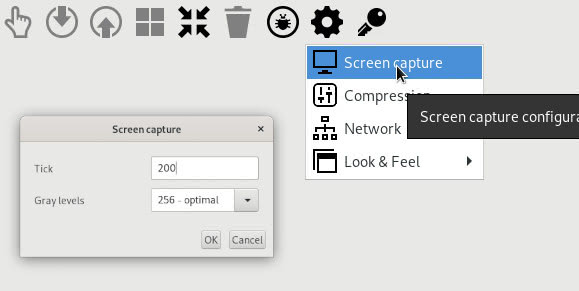 Screen capture
Compression
Screen capture configura
Network
Look & Feel
Screen capture
Tick
200
Gray levels
256 - optimal
OK
Cancel